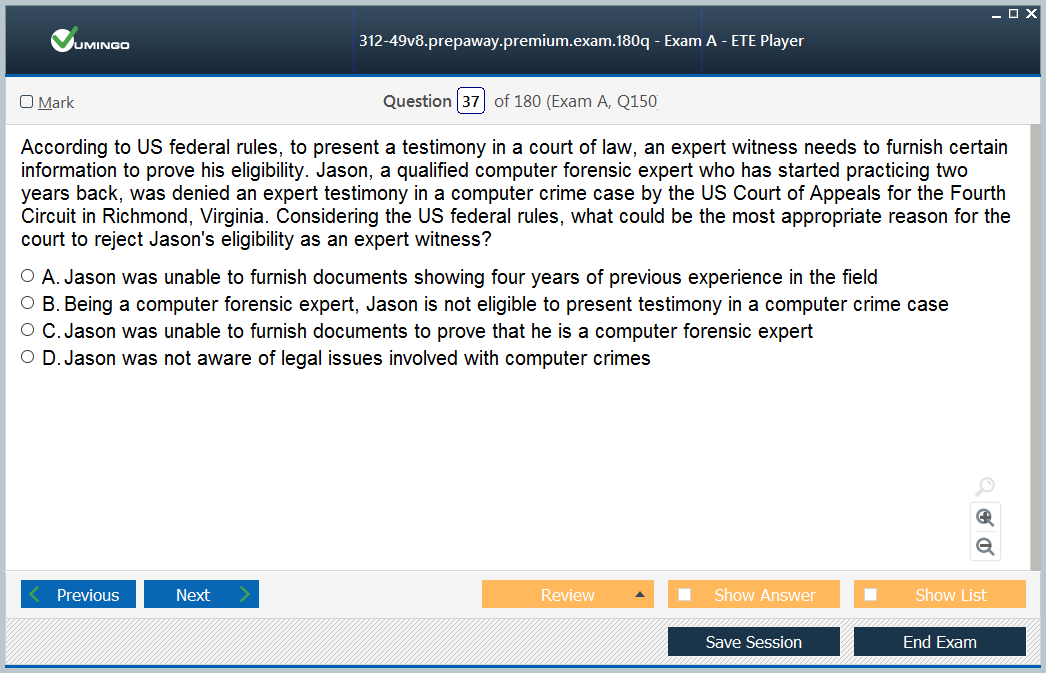 VUMINGO
312-49v8.prepaway.premium.exam.180q - Exam A - ETE Player
Mark
Question 37 of 180 (Exam A, Q150)
According to US federal rules, to present a testimony in a court of law, an expert witness needs to furnish certain
information to prove his eligibility. Jason, a qualified computer forensic expert who has started practicing two
years back, was denied an expert testimony in a computer crime case by the US Court of Appeals for the Fourth
Circuit in Richmond, Virginia. Considering the US federal rules, what could be the most appropriate reason for the
court to reject Jason's eligibility as an expert witness?
A. Jason was unable to furnish documents showing four years of previous experience in the field
B. Being a computer forensic expert, Jason is not eligible to present testimony in a computer crime case
C. Jason was unable to furnish documents to prove that he is a computer forensic expert
D. Jason was not aware of legal issues involved with computer crimes
Previous Next Review Show Answer Show List
Save Session End Exam